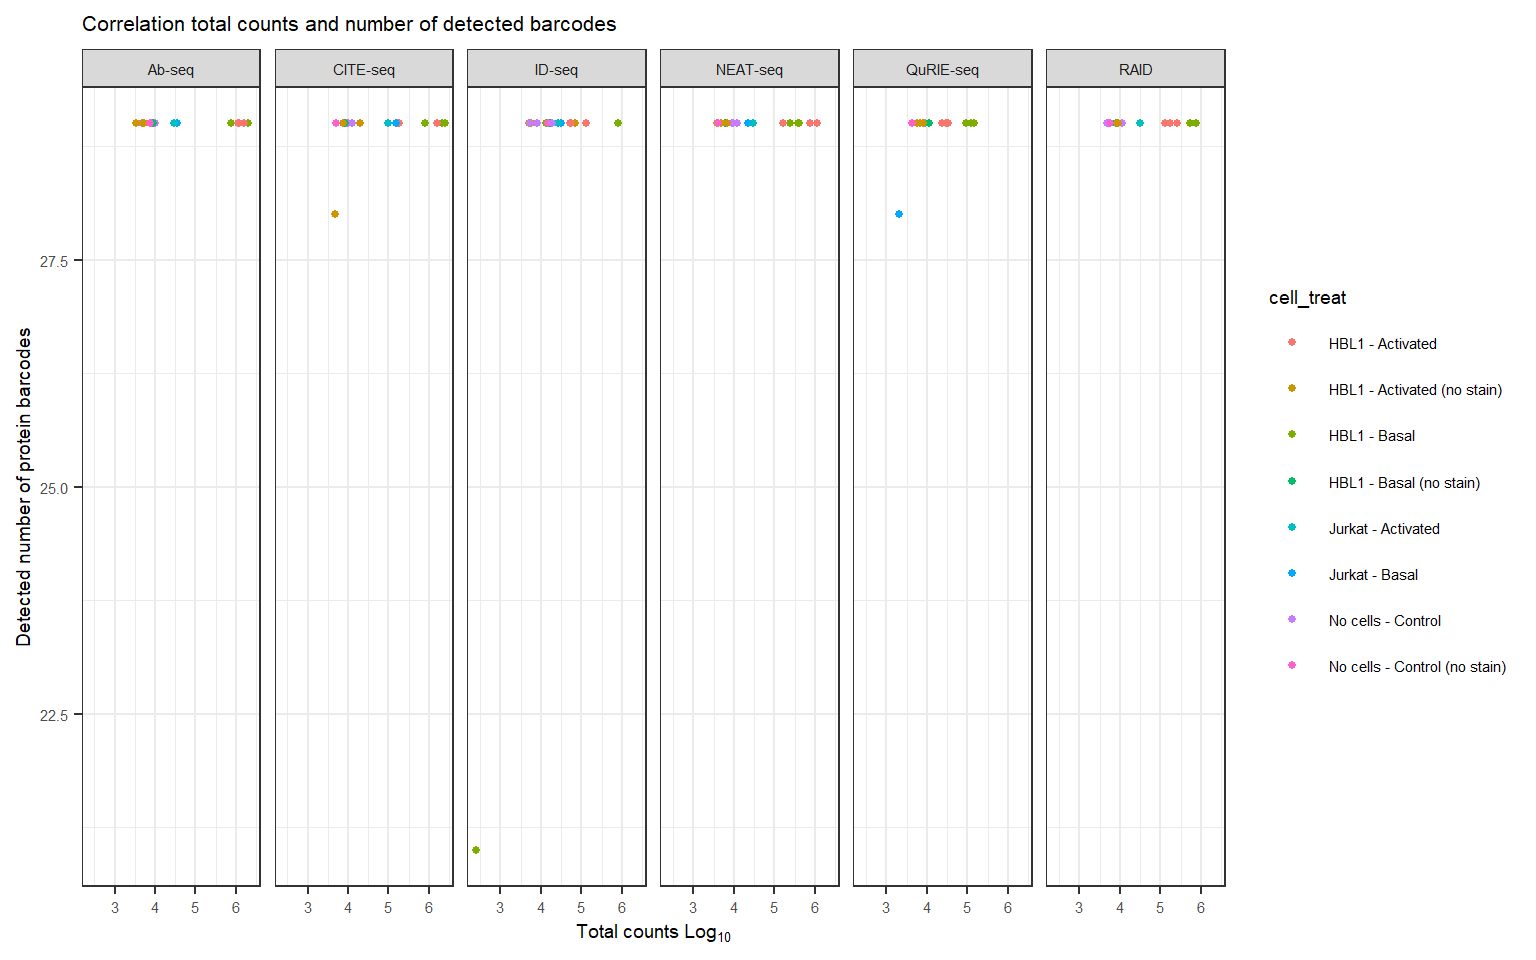 Correlation total counts and number of detected barcodes
Ab-seq CITE-seq ID-seq NEAT-seq QuRIE-seq RAID
27.5
25.0
22.5
Detected number of protein barcodes
3 4 5 6 3 4 5 6 3 4 5 6 3 4 5 6 3 4 5 6 3 4 5 6
Total counts Log10
cell_treat
HBL1 - Activated
HBL1 - Activated (no stain)
HBL1 - Basal
HBL1 - Basal (no stain)
Jurkat - Activated
Jurkat - Basal
No cells - Control
No cells - Control (no stain)